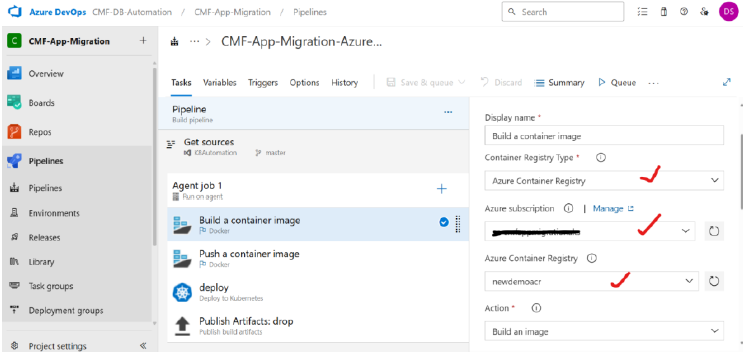 Azure DevOps CMF-DB-Automation / CMF-App-Migration / Pipelines Search DS
C CMF-App-Migration +
··· > CMF-App-Migration-Azure...
Overview
Boards
Repos
Pipelines
Pipelines
Environments
Releases
Library
Task groups
Deployment groups
Project settings
Tasks Variables Triggers Options History Save & queue Discard Summary Queue ···
Pipeline ···
Build pipeline
Get sources
K8Automation master
Agent job 1 +
Run on agent
Build a container image
Docker
Push a container image
Docker
deploy
Deploy to Kubernetes
Publish Artifacts: drop
Publish build artifacts
Display name *
Build a container image
Container Registry Type *
Azure Container Registry
Azure subscription | Manage
Azure Container Registry
newdemoacr
Action *
Build an image